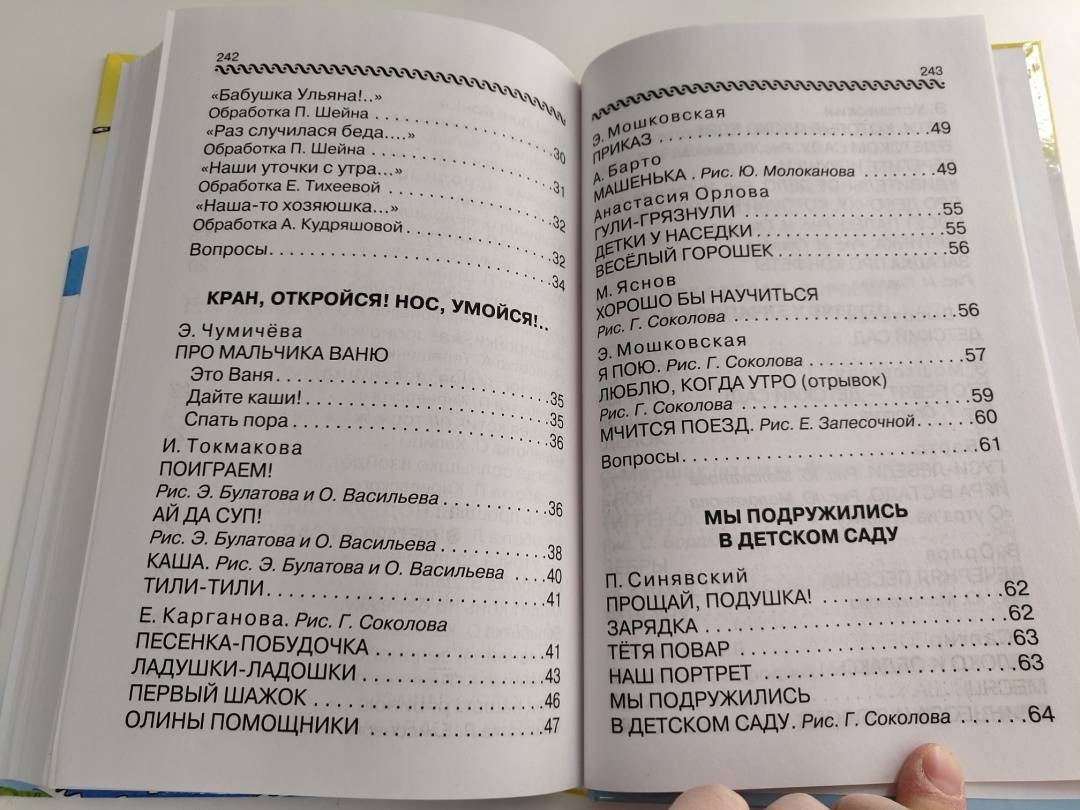 242
«Бабушка Ульяна!..»
Обработка П. Шейна
«Раз случилася беда....»
Обработка П. Шейна ........................ 30
«Наши уточки с утра...»
Обработка Е. Тихеевой ........................ 31
«Наша-то хозяюшка...»
Обработка А. Кудряшовой ........................ 32
Вопросы ........................ 32
34
КРАН, ОТКРОЙСЯ! НОС, УМОЙСЯ!..
Э. Чумичёва
ПРО МАЛЬЧИКА ВАНЮ
Это Ваня ........................ 35
Дайте каши! ........................ 35
Спать пора ........................ 36
И. Токмакова
ПОИГРАЕМ!
Рис. Э. Булатова и О. Васильева ........................ 36
АЙ ДА СУП!
Рис. Э. Булатова и О. Васильева ........................ 38
КАША. Рис. Э. Булатова и О. Васильева .... 40
ТИЛИ-ТИЛИ ........................ 41
Е. Карганова. Рис. Г. Соколова
ПЕСЕНКА-ПОБУДОЧКА ........................ 41
ЛАДУШКИ-ЛАДОШКИ ........................ 43
ПЕРВЫЙ ШАЖОК ........................ 46
ОЛИНЫ ПОМОЩНИКИ ........................ 47
243
Э. Мошковская
ПРИКАЗ ........................ 49
А. Барто
МАШЕНЬКА . Рис. Ю. Молоканова ........ 49
Анастасия Орлова
ГУЛИ-ГРЯЗНУЛИ ........................ 55
ДЕТКИ У НАСЕДКИ ........................ 55
ВЕСЁЛЫЙ ГОРОШЕК ........................ 56
М. Яснов
ХОРОШО БЫ НАУЧИТЬСЯ
Рис. Г. Соколова ........................ 56
Э. Мошковская
Я ПОЮ. Рис. Г. Соколова ........................ 57
ЛЮБЛЮ, КОГДА УТРО (отрывок)
Рис. Г. Соколова ........................ 59
МЧИТСЯ ПОЕЗД. Рис. Е. Запесочной ..... 60
Вопросы ........................ 61
МЫ ПОДРУЖИЛИСЬ
В ДЕТСКОМ САДУ
П. Синявский
ПРОЩАЙ, ПОДУШКА! ........................ 62
ЗАРЯДКА ........................ 62
ТЁТЯ ПОВАР ........................ 63
НАШ ПОРТРЕТ ........................ 63
МЫ ПОДРУЖИЛИСЬ
В ДЕТСКОМ САДУ. Рис. Г. Соколова ...... 64